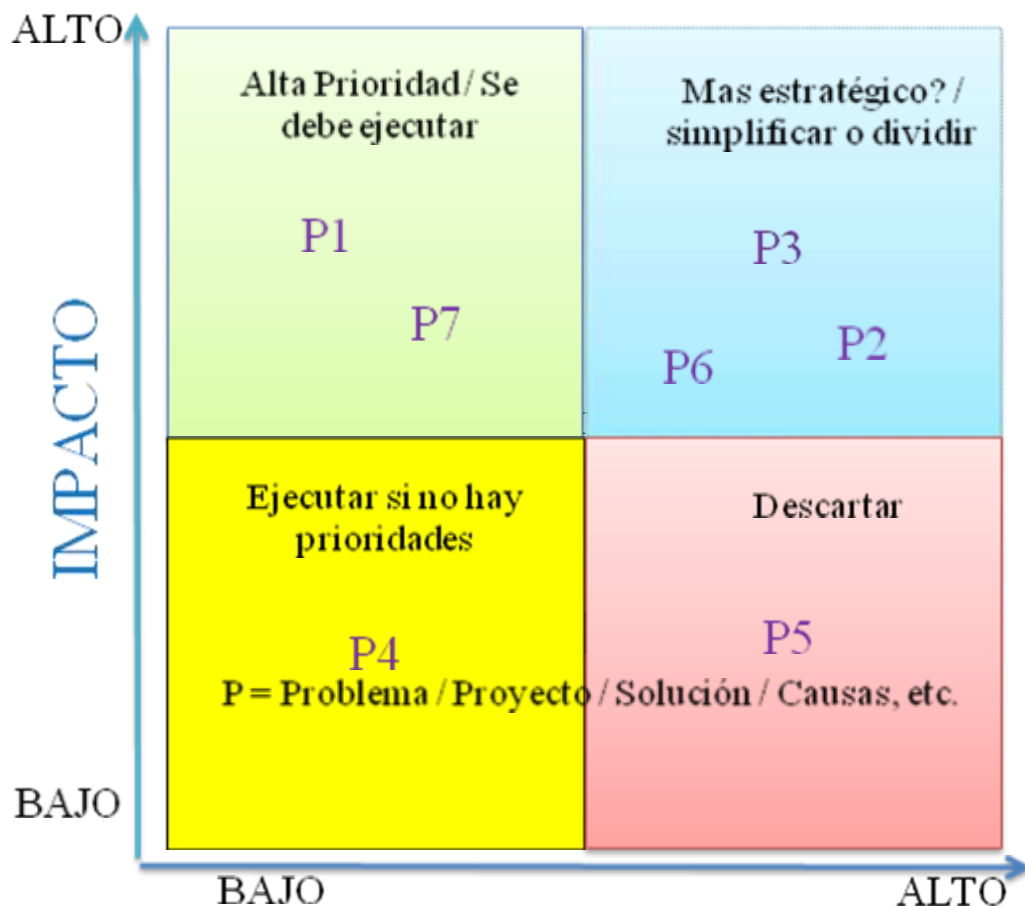 ALTO
Alta Prioridad / Se
debe ejecutar
Mas estratégico? /
simplificar o dividir
P1
P3
P7
P2
P6
IMPACTO
Ejecutar si no hay
prioridades
Descartar
P4
P5
P = Problema / Proyecto / Solución / Causas, etc.
BAJO
BAJO
ALTO